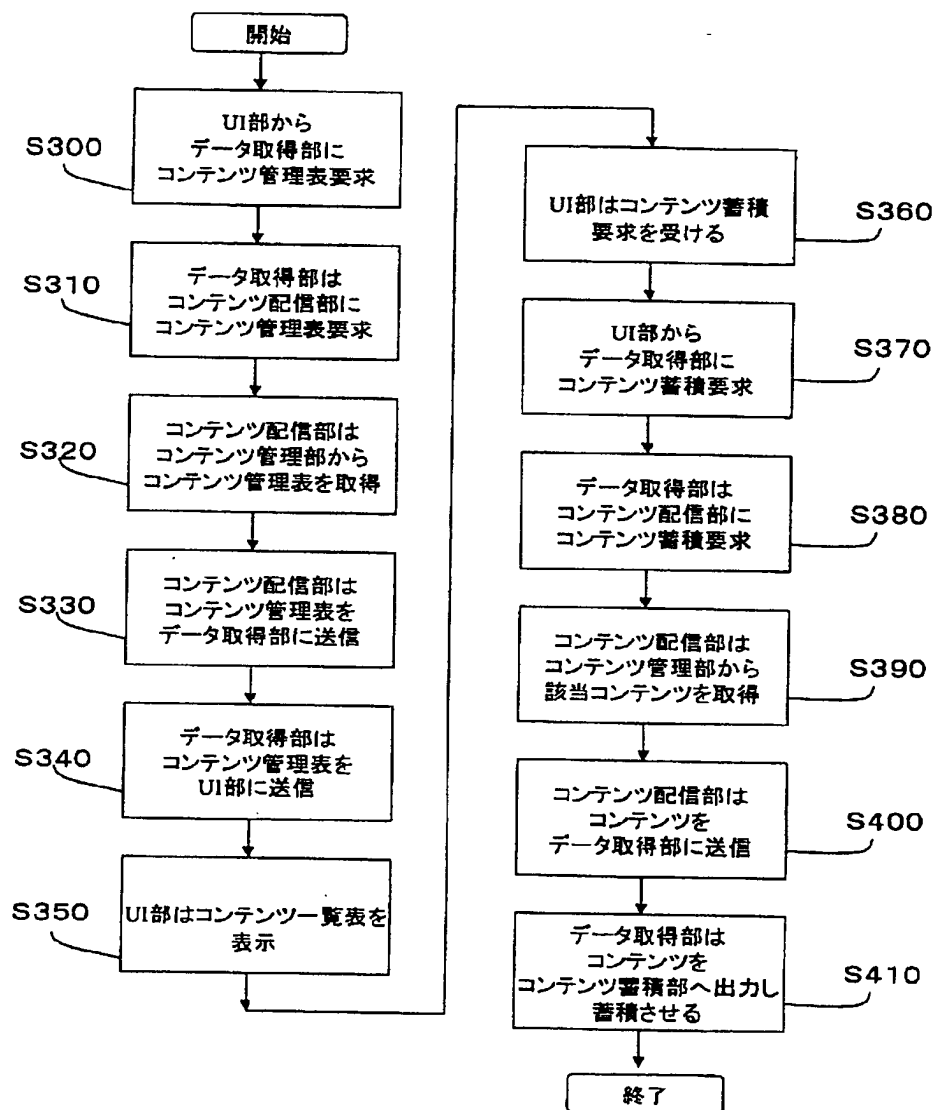 開始
S300
UI部から
データ取得部に
コンテンツ管理表要求
S310
データ取得部は
コンテンツ配信部に
コンテンツ管理表要求
S320
コンテンツ配信部は
コンテンツ管理部から
コンテンツ管理表を取得
S330
コンテンツ配信部は
コンテンツ管理表を
データ取得部に送信
S340
データ取得部は
コンテンツ管理表を
UI部に送信
S350
UI部はコンテンツ一覧表を
表示
UI部はコンテンツ蓄積
要求を受ける
S360
UI部から
データ取得部に
コンテンツ蓄積要求
S370
データ取得部は
コンテンツ配信部に
コンテンツ蓄積要求
S380
コンテンツ配信部は
コンテンツ管理部から
該当コンテンツを取得
S390
コンテンツ配信部は
コンテンツを
データ取得部に送信
S400
データ取得部は
コンテンツを
コンテンツ蓄積部へ出力し
蓄積させる
S410
終了